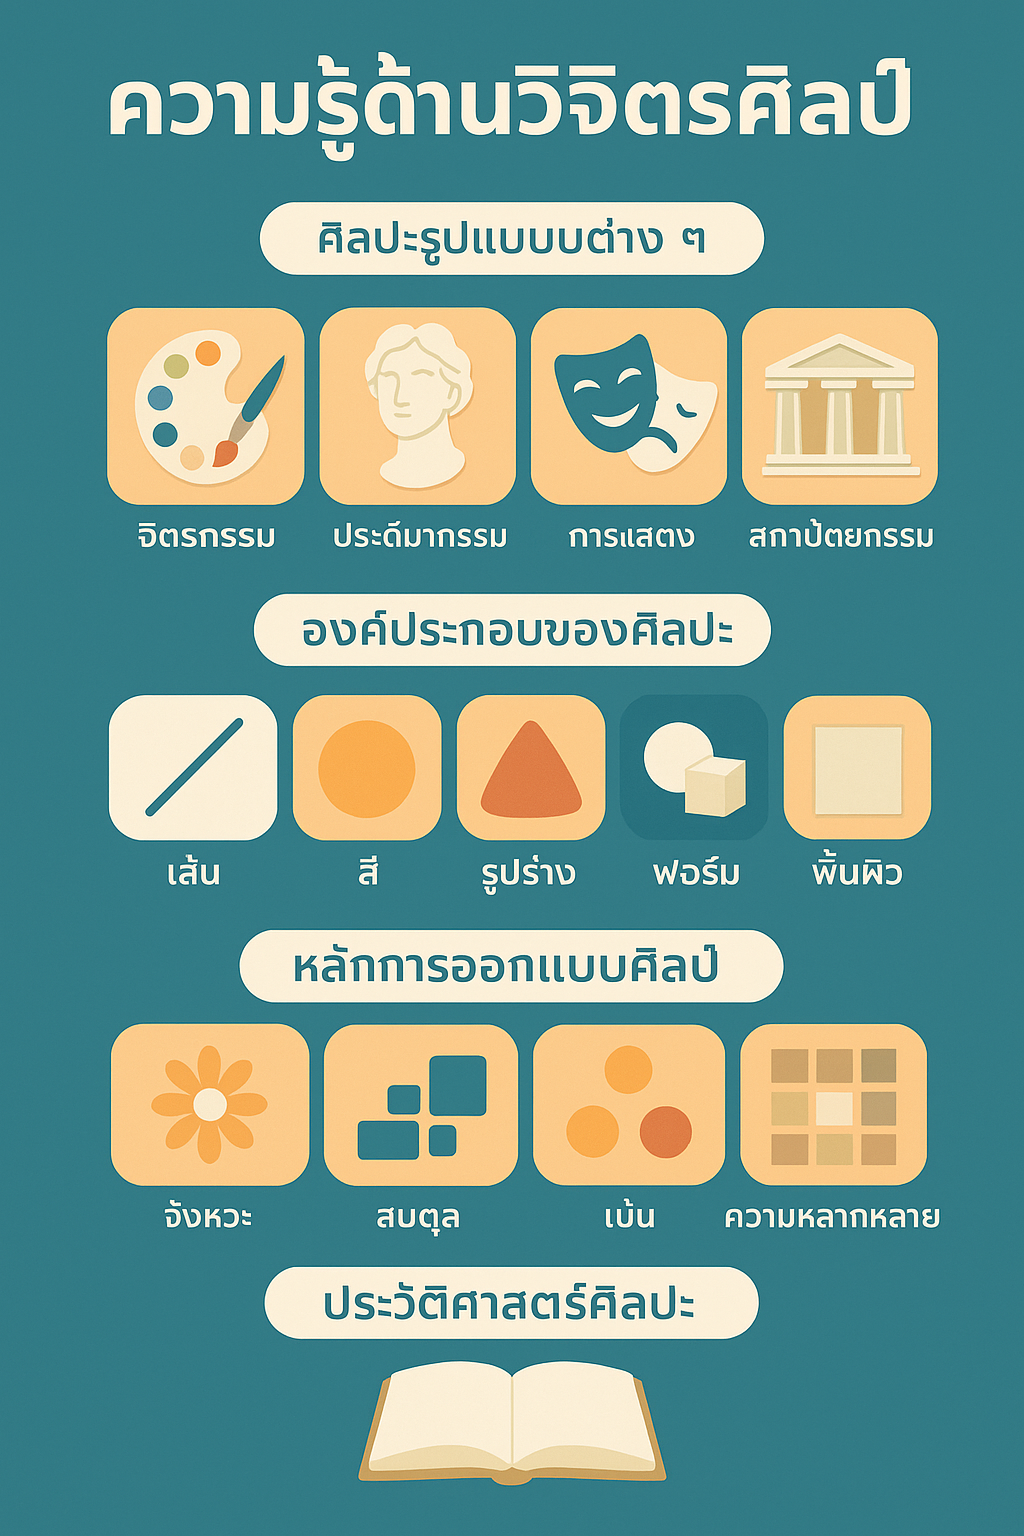 ความรู้ด้านวิจิตรศิลป์
ศิลปะรูปแบบบต่าง ๆ
จิตรกรรม
ประดีมากรรม
การแสตง
สกาป้ตยกรรม
องค์ประกอบของศิลปะ
เส้น
สี
รูปร่าง
ฟอร์ม
พิ้นผิว
หลักการออกแบบศิลป์
จังหวะ
สบตุล
เบ้น
ความหลากหลาย
ประวัติศาสตร์ศิลปะ